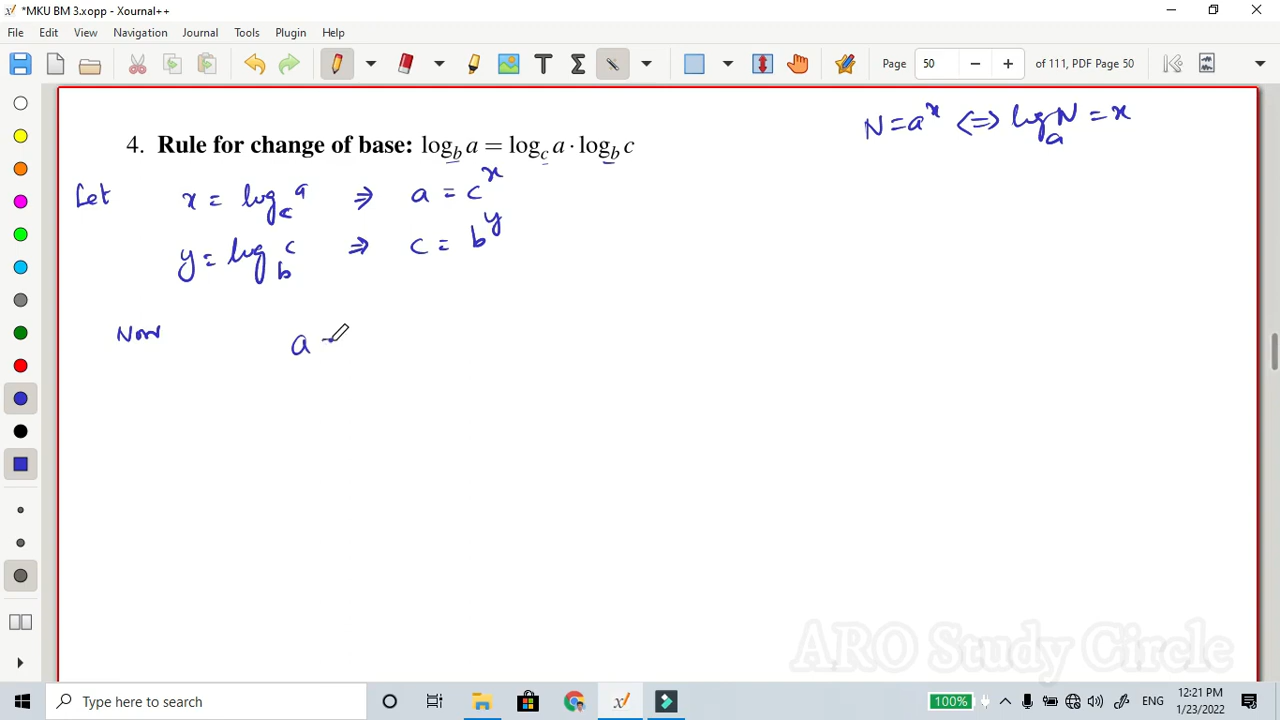 *MKU BM 3.xopp - Xournal++
File Edit View Navigation Journal Tools Plugin Help
Page 50 of 111, PDF Page 50
N = a^x <=> log_a N = x
4. Rule for change of base: log_b a = log_c a · log_b c
Let x = log_c a ⇒ a = c^x
y = log_b c ⇒ c = b^y
Now a -
ARO Study Circle
Type here to search
100%
ENG
12:21 PM
1/23/2022